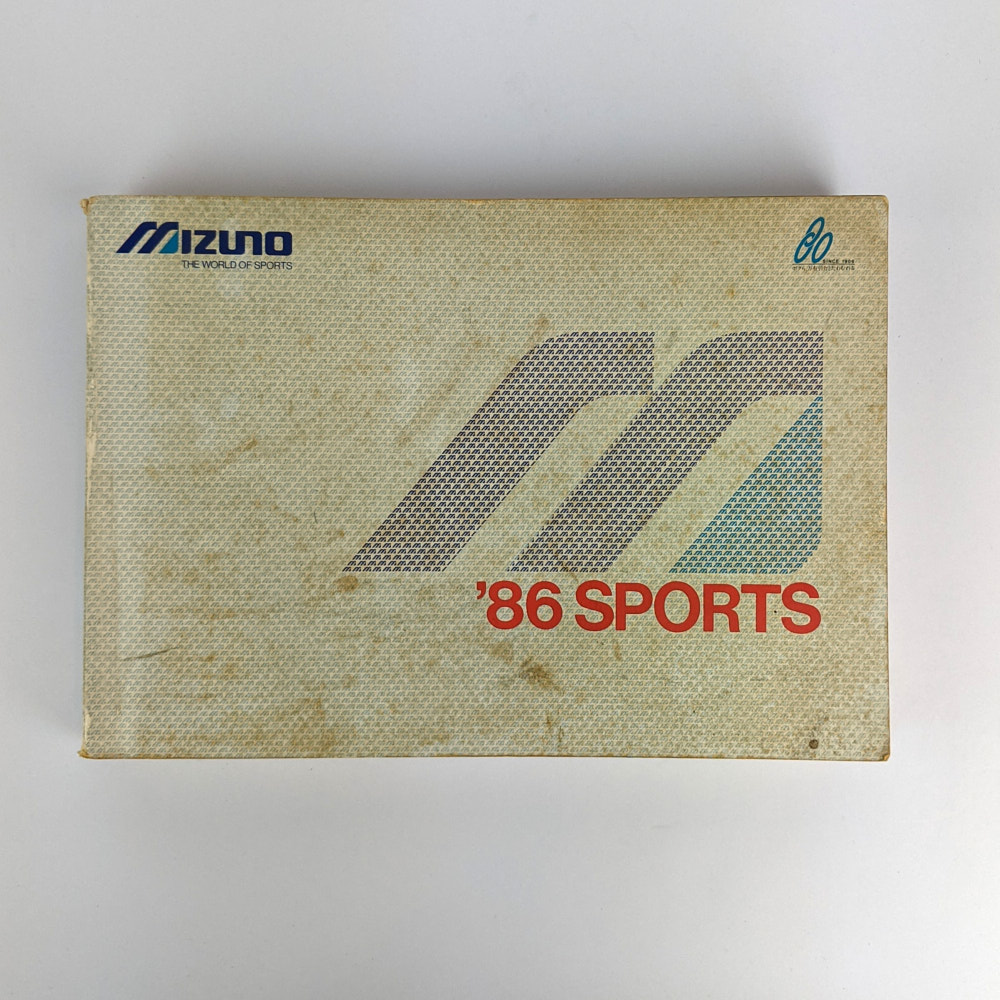 MIZUNO
THE WORLD OF SPORTS
80
SINCE 1906
'86 SPORTS